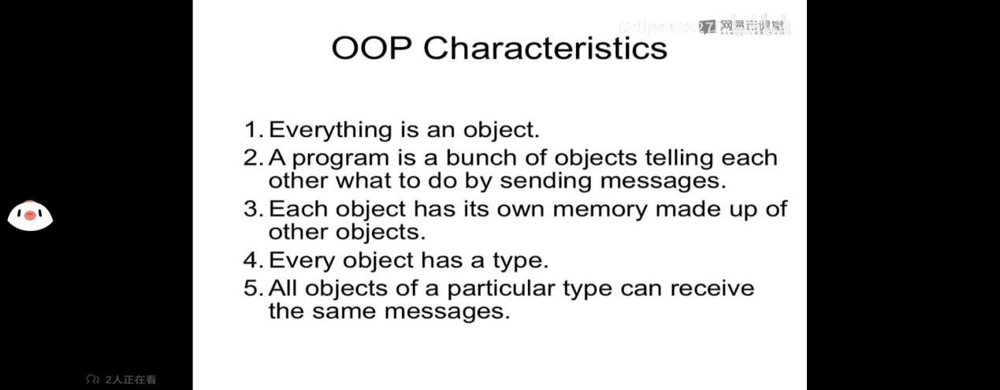 网易云课堂
OOP Characteristics
1. Everything is an object.
2. A program is a bunch of objects telling each
other what to do by sending messages.
3. Each object has its own memory made up of
other objects.
4. Every object has a type.
5. All objects of a particular type can receive
the same messages.
2人正在看